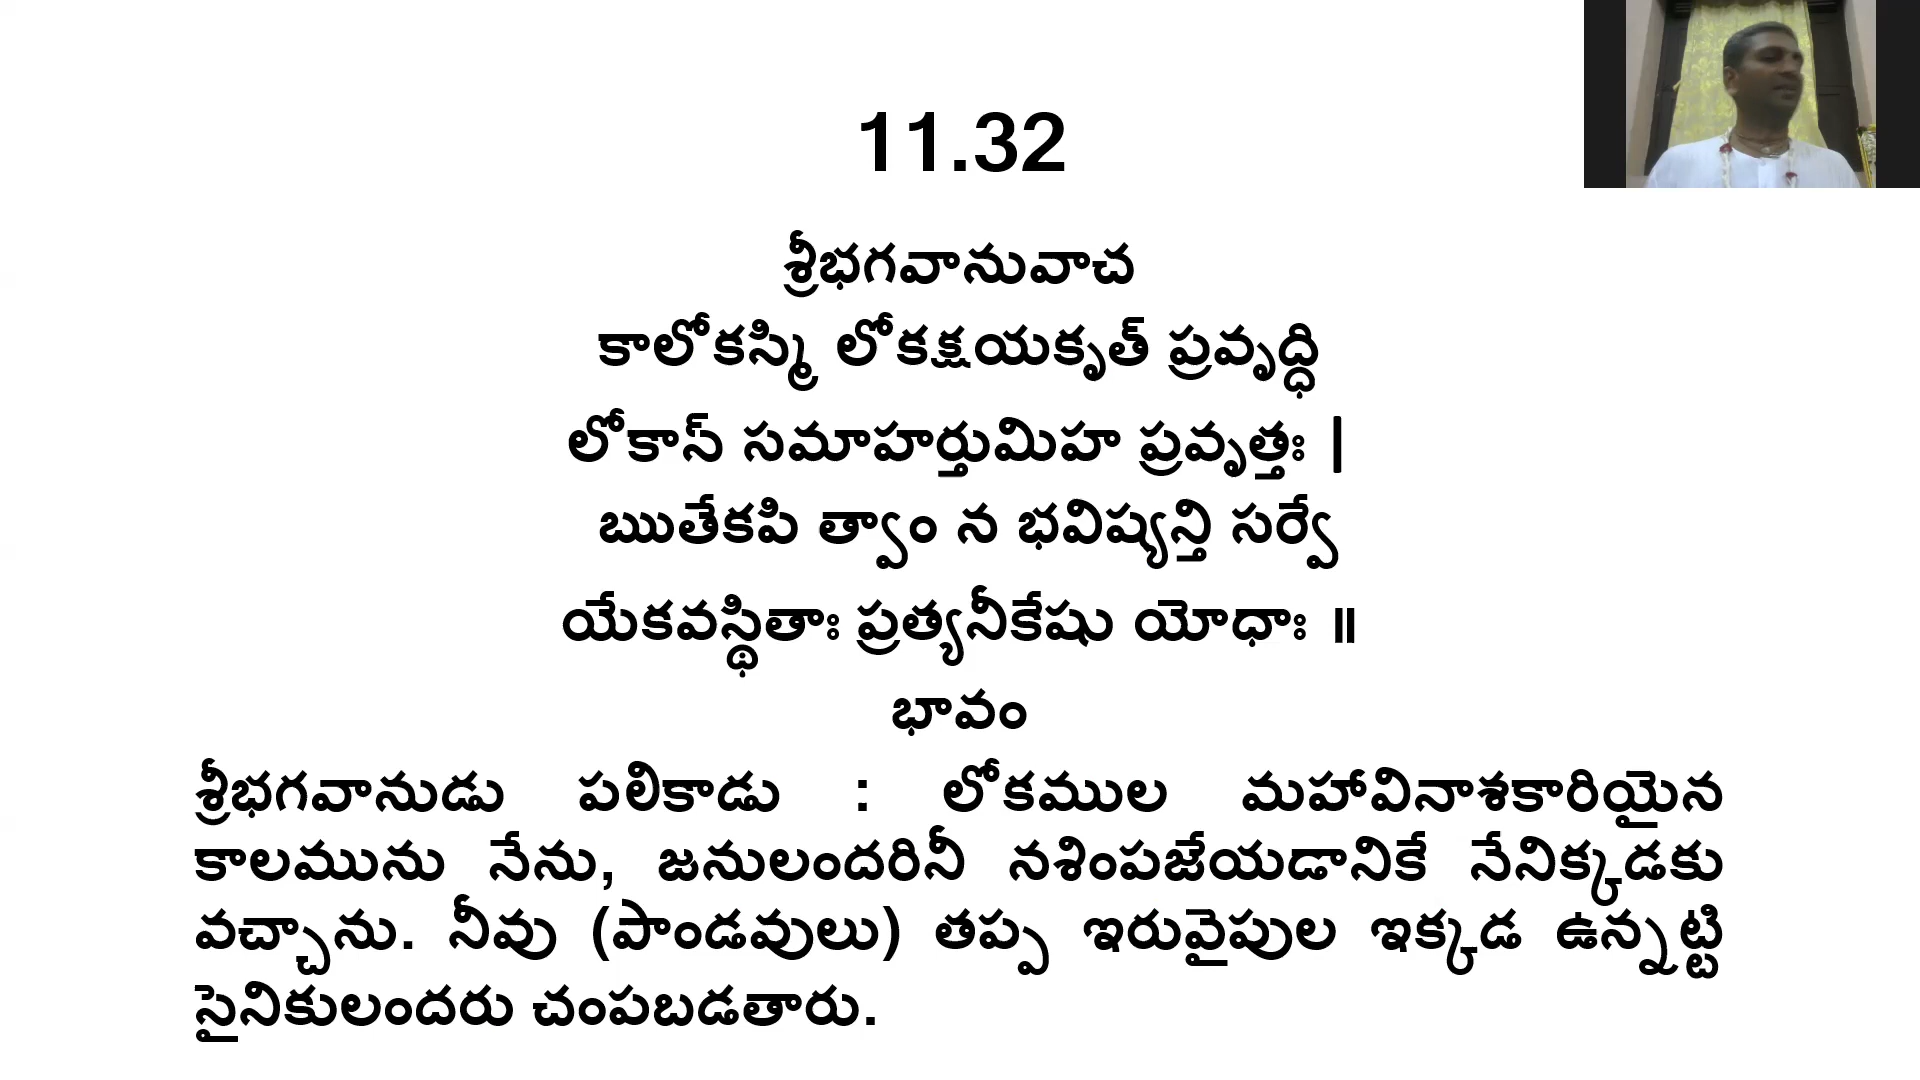 11.32
శ్రీభగవానువాచ
కాలోకస్మి లోకక్షయకృత్ ప్రవృద్ధి
లోకాస్ సమాహర్తుమిహ ప్రవృత్తః |
ఋతేకపి త్వాం న భవిష్యన్తి సర్వే
యేకవస్థితాః ప్రత్యనీకేషు యోధాః ॥
భావం
శ్రీభగవానుడు పలికాడు : లోకముల మహావినాశకారియైన
కాలమును నేను, జనులందరినీ నశింపజేయడానికే నేనిక్కడకు
వచ్చాను. నీవు (పాండవులు) తప్ప ఇరువైపుల ఇక్కడ ఉన్నట్టి
సైనికులందరు చంపబడతారు.